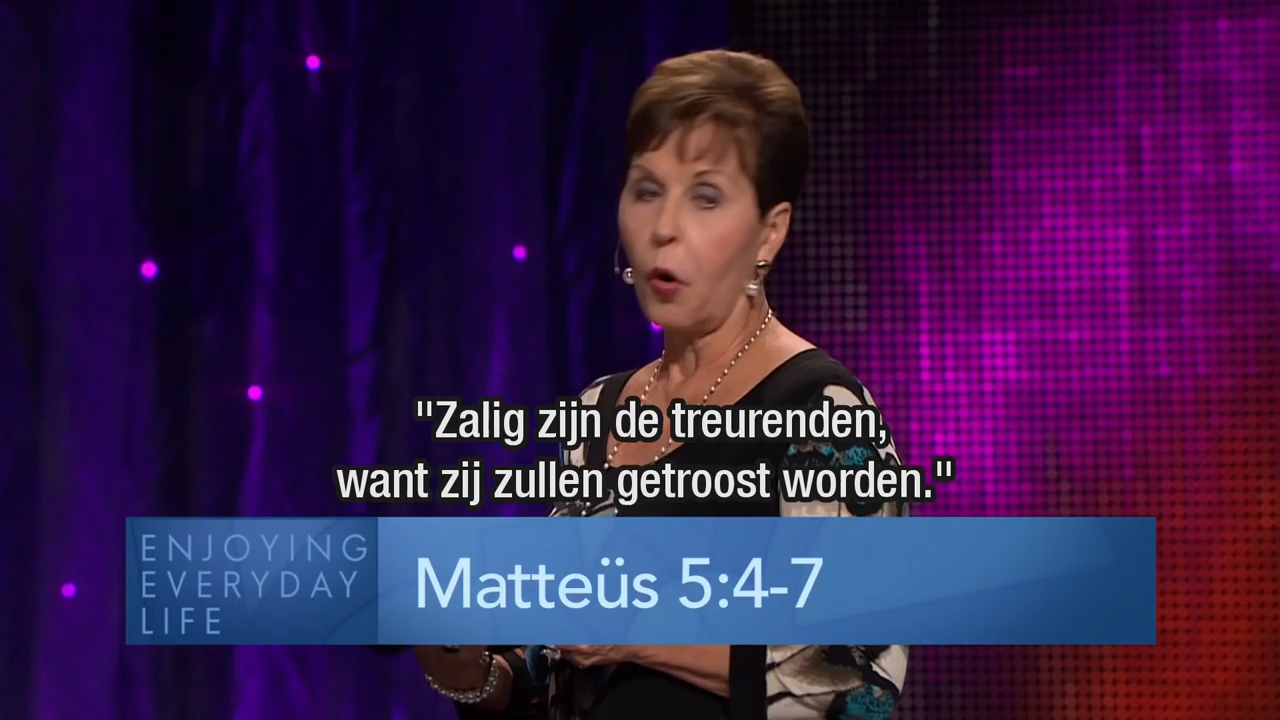 "Zalig zijn de treurenden,
want zij zullen getroost worden."
ENJOYING
EVERYDAY
LIFE
Matteüs 5:4-7